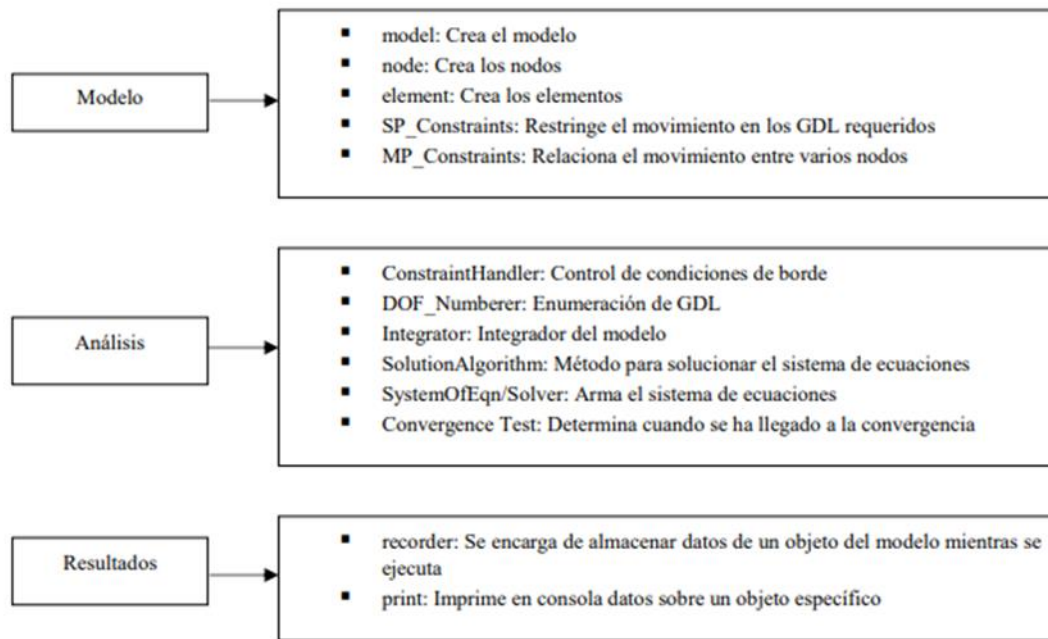 Modelo
▪ model: Crea el modelo
▪ node: Crea los nodos
▪ element: Crea los elementos
▪ SP_Constraints: Restringe el movimiento en los GDL requeridos
▪ MP_Constraints: Relaciona el movimiento entre varios nodos
Análisis
▪ ConstraintHandler: Control de condiciones de borde
▪ DOF_Numberer: Enumeración de GDL
▪ Integrator: Integrador del modelo
▪ SolutionAlgorithm: Método para solucionar el sistema de ecuaciones
▪ SystemOfEqn/Solver: Arma el sistema de ecuaciones
▪ Convergence Test: Determina cuando se ha llegado a la convergencia
Resultados
▪ recorder: Se encarga de almacenar datos de un objeto del modelo mientras se
ejecuta
▪ print: Imprime en consola datos sobre un objeto específico